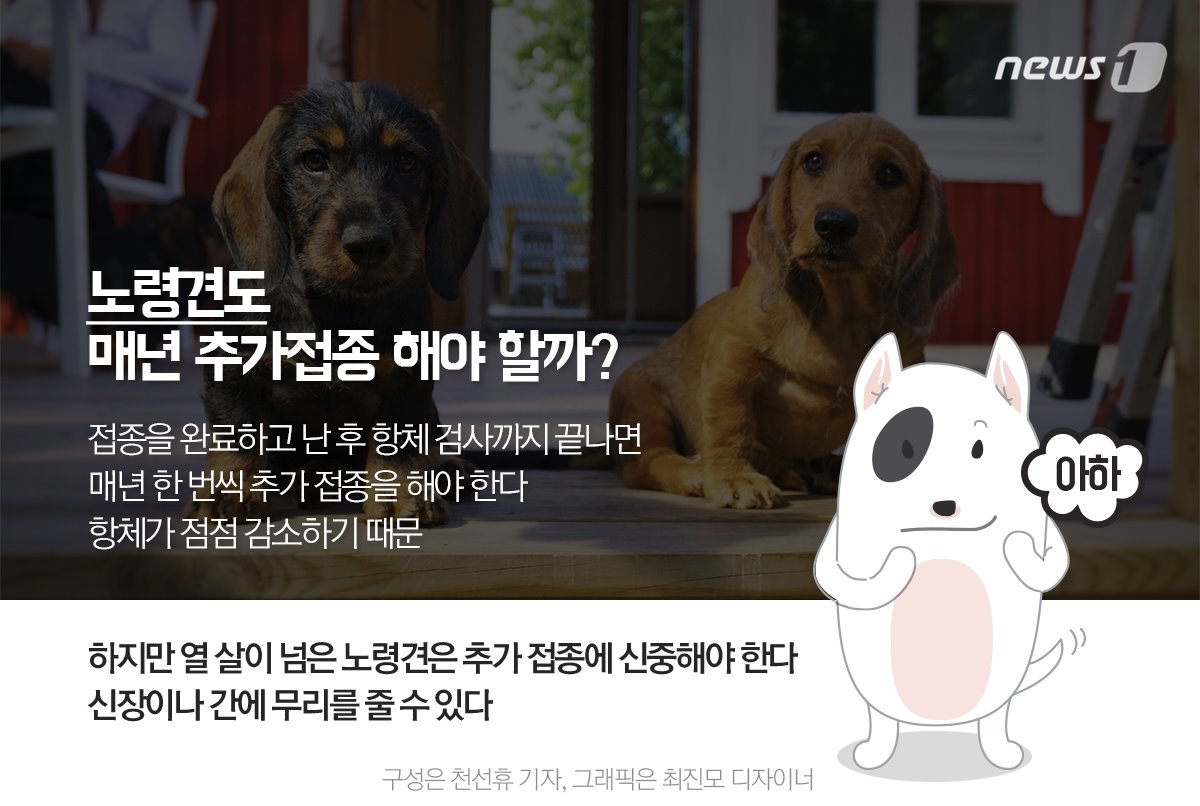 news1
노령견도
매년 추가접종 해야 할까?
접종을 완료하고 난 후 항체 검사까지 끝나면
매년 한 번씩 추가 접종을 해야 한다
항체가 점점 감소하기 때문
아하
하지만 열 살이 넘은 노령견은 추가 접종에 신중해야 한다
신장이나 간에 무리를 줄 수 있다
구성은 천선휴 기자, 그래픽은 최진모 디자이너